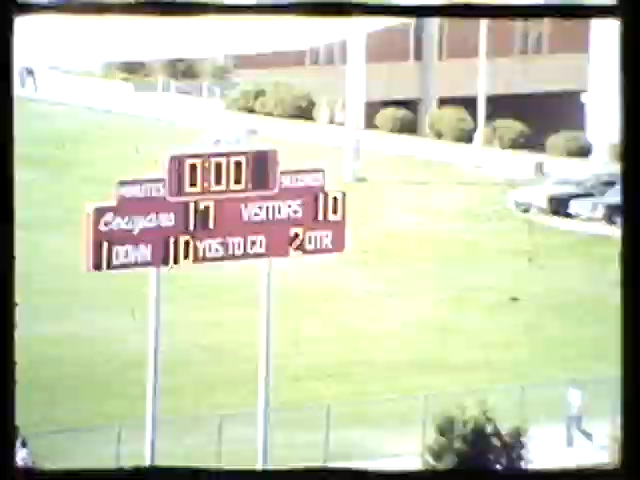 0:00
MINUTES SECONDS
Cougars 17 VISITORS 10
1 DOWN 10 YDS TO GO 2 QTR